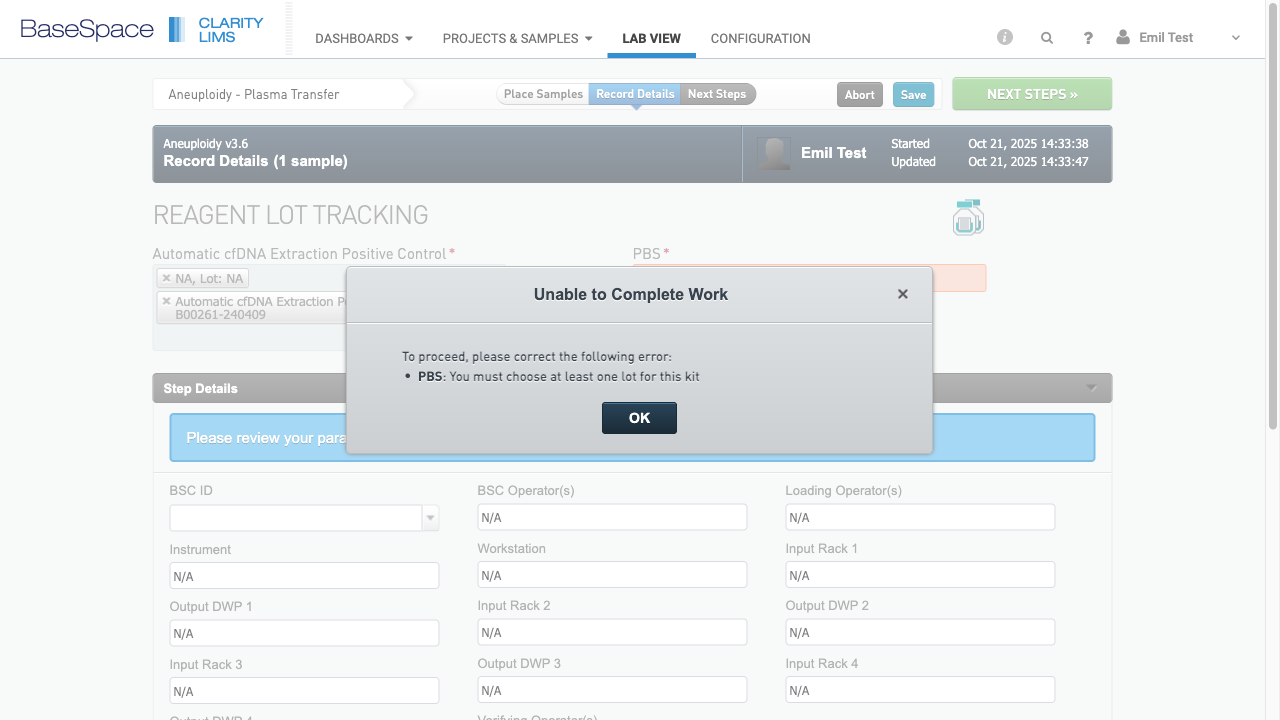 BaseSpace CLARITY LIMS
DASHBOARDS PROJECTS & SAMPLES LAB VIEW CONFIGURATION Emil Test
Aneuploidy - Plasma Transfer Place Samples Record Details Next Steps Abort Save NEXT STEPS »
Aneuploidy v3.6
Record Details (1 sample)
Emil Test
Started Oct 21, 2025 14:33:38
Updated Oct 21, 2025 14:33:47
REAGENT LOT TRACKING
Automatic cfDNA Extraction Positive Control * PBS *
× NA, Lot: NA
× Automatic cfDNA Extraction
B00261-240409
Unable to Complete Work ×
To proceed, please correct the following error:
• PBS: You must choose at least one lot for this kit
OK
Step Details
Please review your
BSC ID BSC Operator(s) Loading Operator(s)
N/A N/A
Instrument Workstation Input Rack 1
N/A N/A N/A
Output DWP 1 Input Rack 2 Output DWP 2
N/A N/A N/A
Input Rack 3 Output DWP 3 Input Rack 4
N/A N/A N/A